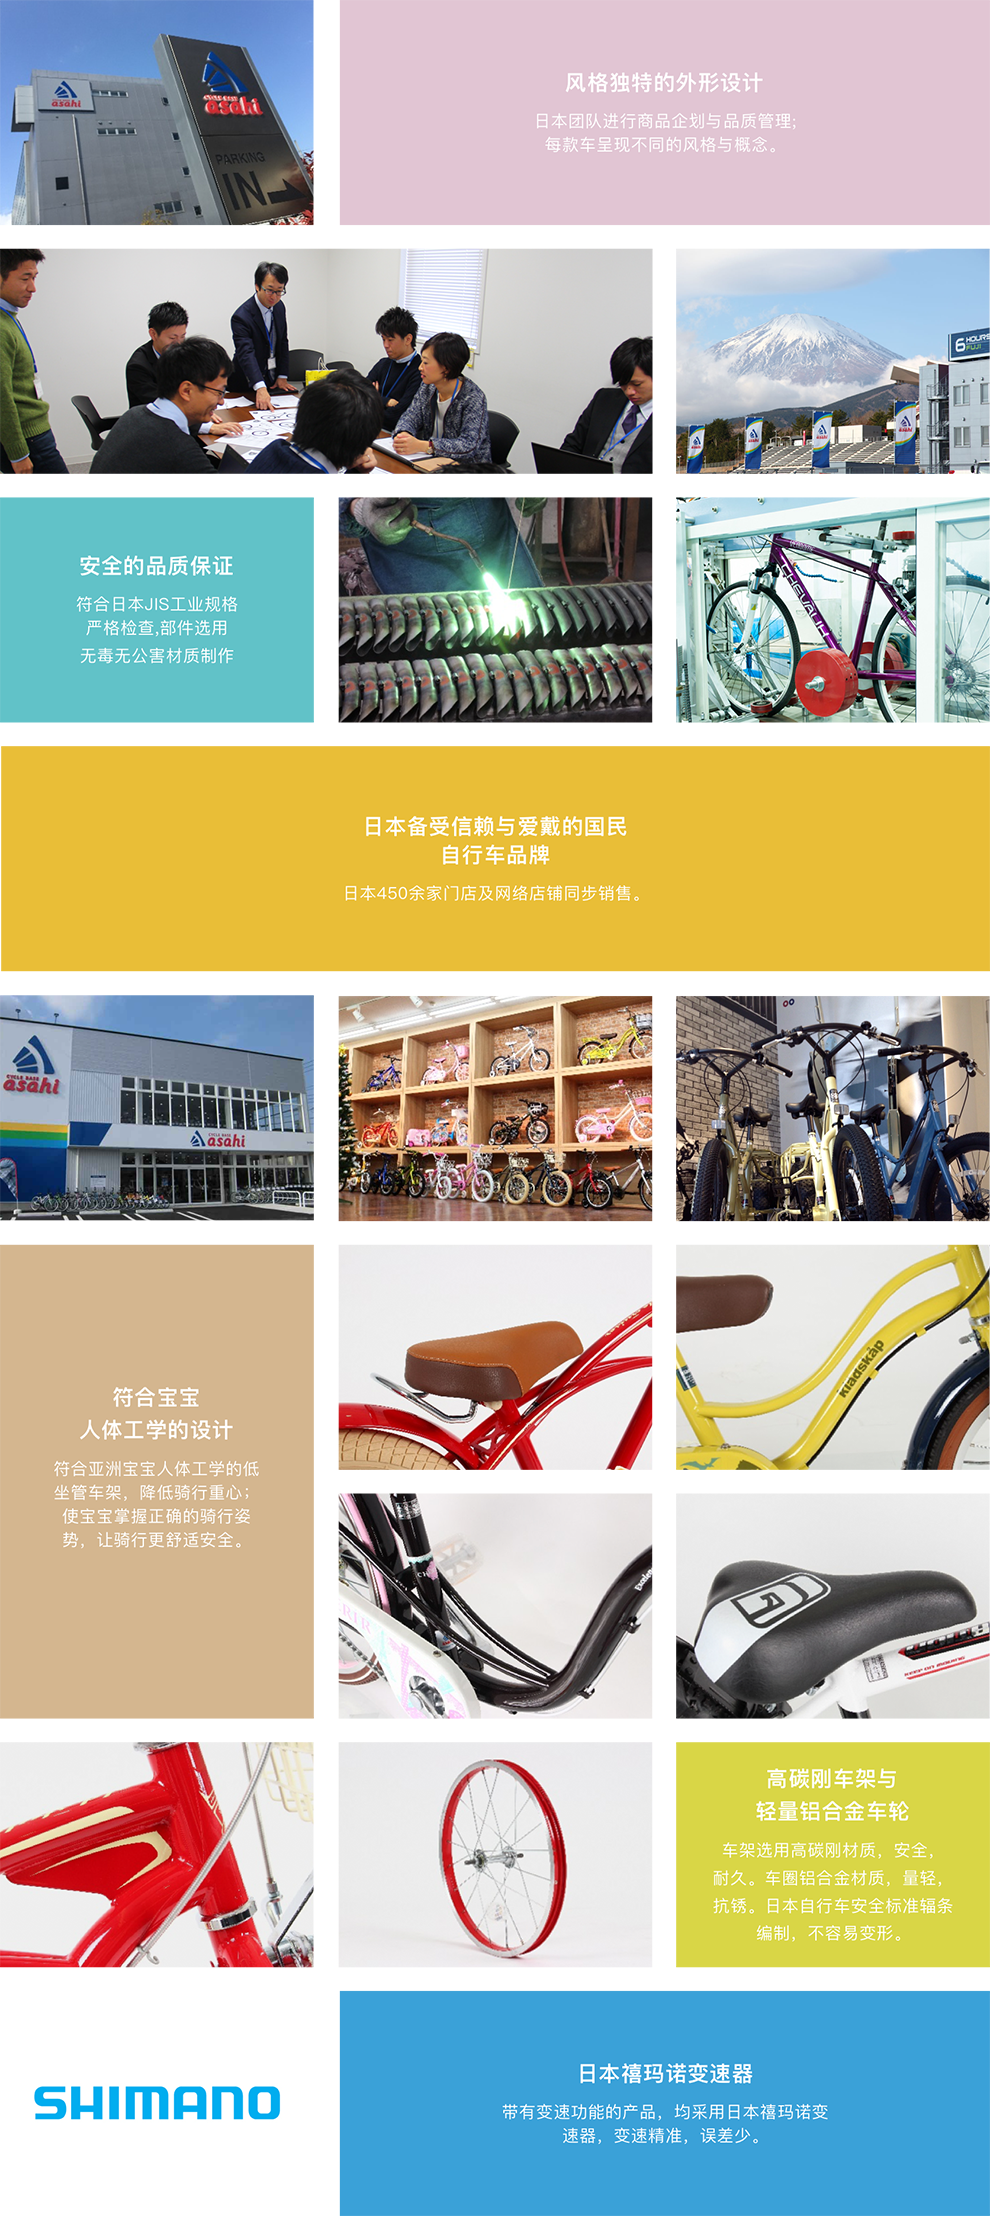 CYCLE BASE
asahi
asahi
PARKING
IN
风格独特的外形设计
日本团队进行商品企划与品质管理;
每款车呈现不同的风格与概念。
6 HOURS
FUJI
asahi
asahi
asahi
安全的品质保证
符合日本JIS工业规格
严格检查,部件选用
无毒无公害材质制作
CHEVAUX
日本备受信赖与爱戴的国民
自行车品牌
日本450余家门店及网络店铺同步销售。
CYCLE BASE
asahi
CYCLE BASE
asahi
符合宝宝
人体工学的设计
符合亚洲宝宝人体工学的低
坐管车架，降低骑行重心；
使宝宝掌握正确的骑行姿
势，让骑行更舒适安全。
kladskap
高碳刚车架与
轻量铝合金车轮
车架选用高碳刚材质，安全，
耐久。车圈铝合金材质，量轻，
抗锈。日本自行车安全标准辐条
编制，不容易变形。
SHIMANO
日本禧玛诺变速器
带有变速功能的产品，均采用日本禧玛诺变
速器，变速精准，误差少。